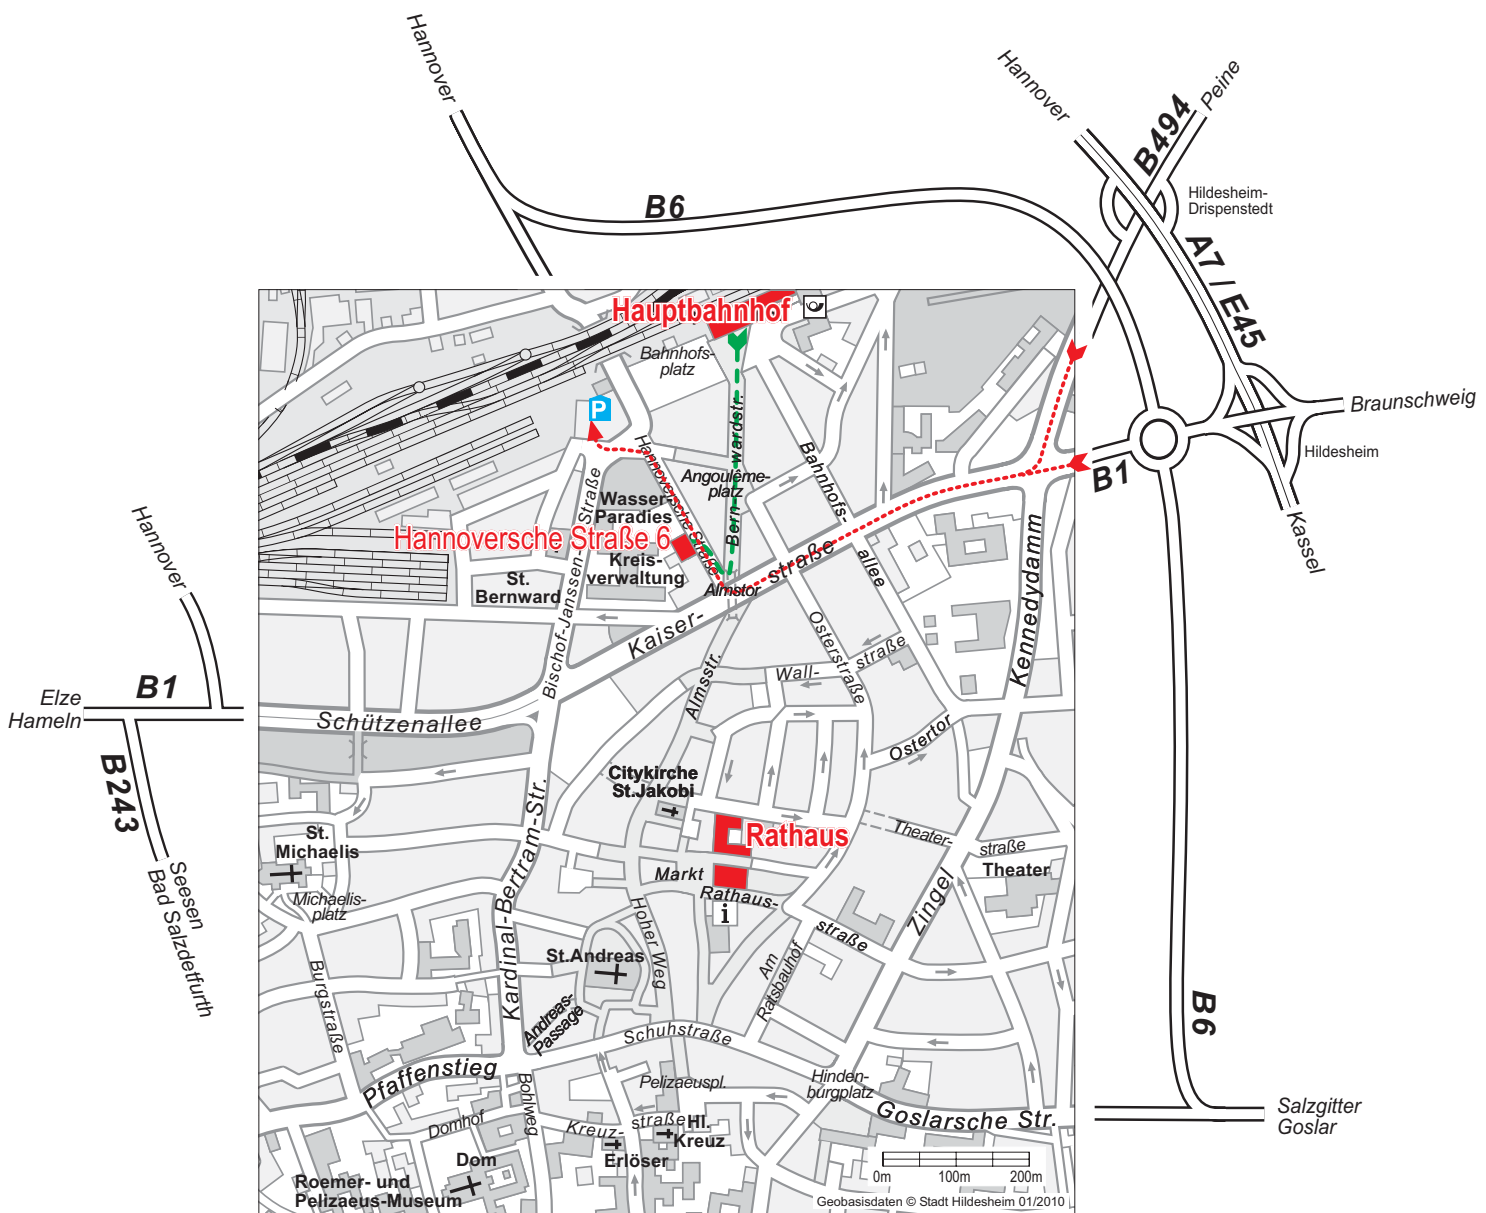 Hannover
Hannover
Peine
B494
B6
Hildesheim-
Drispenstedt
A7 / E45
Hauptbahnhof
Bahnhofs-
platz
P
Bernwardstr.
Hannoversche Straße
Angoulême-
platz
Bahnhofs-
allee
Braunschweig
Hildesheim
B1
Kassel
Wasser-
Paradies
Hannoversche Straße 6
Kreis-
verwaltung
St.
Bernward
Bischof-Janssen-Straße
Almstor
Kaiser-
straße
Kennedydamm
Hannover
Osterstraße
Wall-
straße
Almsstr.
Elze
Hameln
B1
Schützenallee
Ostertor
B243
Citykirche
St.Jakobi
Rathaus
Theater-
straße
Theater
St.
Michaelis
Michaelis-
platz
Kardinal-Bertram-Str.
Markt
Rathaus-
straße
i
Zingel
Seesen
Bad Salzdetfurth
Hoher Weg
St.Andreas
Am
Ratsbauhof
Burgstraße
Andreas-
Passage
Schuhstraße
B6
Pfaffenstieg
Bohlweg
Pelizaeuspl.
Hinden-
burgplatz
Goslarsche Str.
Salzgitter
Goslar
Domhof
Kreuz-
straße
Hl.
Kreuz
Dom
Erlöser
Roemer- und
Pelizaeus-Museum
0m 100m 200m
Geobasisdaten © Stadt Hildesheim 01/2010